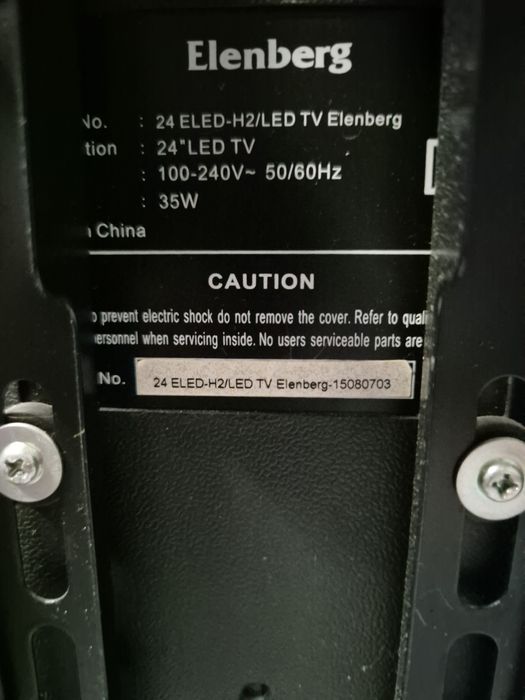 Elenberg
No. : 24 ELED-H2/LED TV Elenberg
tion : 24"LED TV
: 100-240V~ 50/60Hz
: 35W
China
CAUTION
prevent electric shock do not remove the cover. Refer to quali
ersonnel when servicing inside. No users serviceable parts are
No. 24 ELED-H2/LED TV Elenberg-15080703